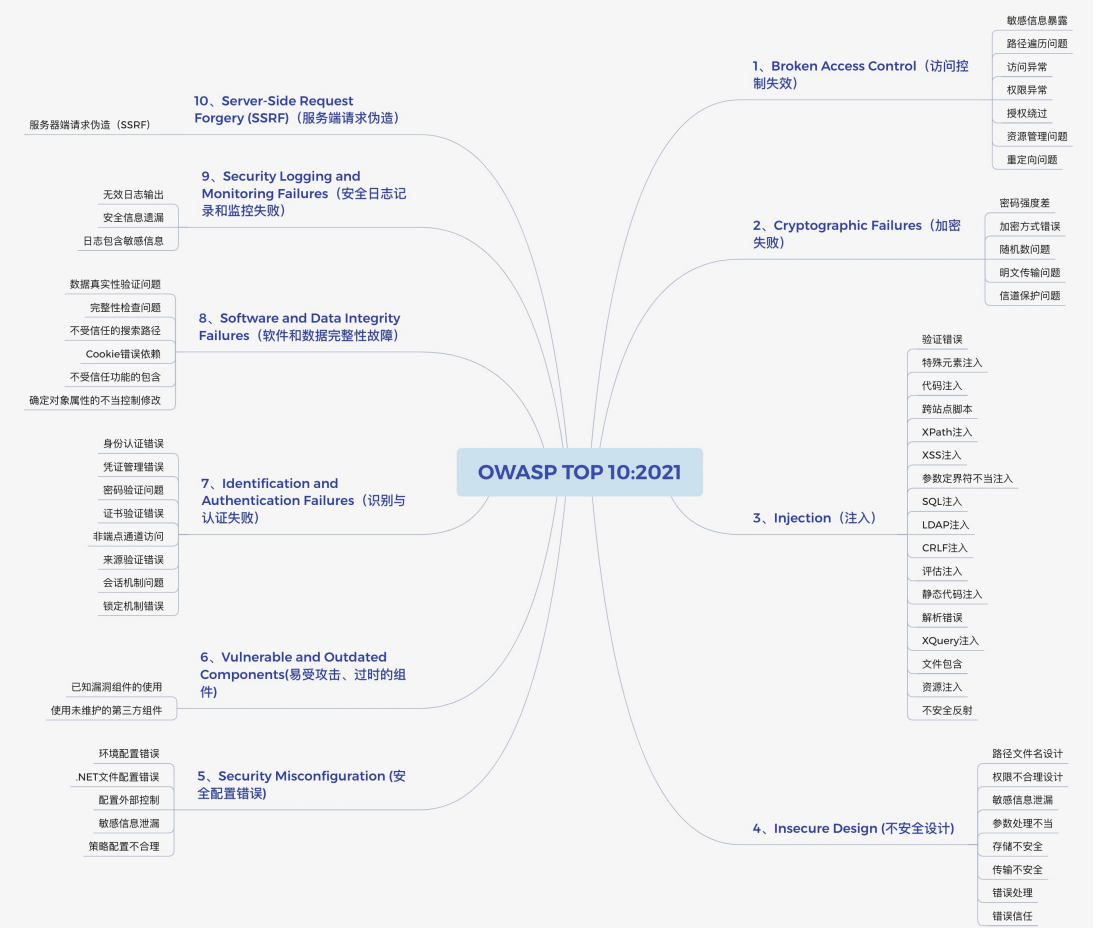 OWASP TOP 10:2021
1、Broken Access Control（访问控
制失效）
敏感信息暴露
路径遍历问题
访问异常
权限异常
授权绕过
资源管理问题
重定向问题
2、Cryptographic Failures（加密
失败）
密码强度差
加密方式错误
随机数问题
明文传输问题
信道保护问题
3、Injection（注入）
验证错误
特殊元素注入
代码注入
跨站点脚本
XPath注入
XSS注入
参数定界符不当注入
SQL注入
LDAP注入
CRLF注入
评估注入
静态代码注入
解析错误
XQuery注入
文件包含
资源注入
不安全反射
4、Insecure Design (不安全设计)
路径文件名设计
权限不合理设计
敏感信息泄漏
参数处理不当
存储不安全
传输不安全
错误处理
错误信任
5、Security Misconfiguration (安
全配置错误)
环境配置错误
.NET文件配置错误
配置外部控制
敏感信息泄漏
策略配置不合理
6、Vulnerable and Outdated
Components(易受攻击、过时的组
件)
已知漏洞组件的使用
使用未维护的第三方组件
7、Identification and
Authentication Failures（识别与
认证失败）
身份认证错误
凭证管理错误
密码验证问题
证书验证错误
非端点通道访问
来源验证错误
会话机制问题
锁定机制错误
8、Software and Data Integrity
Failures（软件和数据完整性故障）
数据真实性验证问题
完整性检查问题
不受信任的搜索路径
Cookie错误依赖
不受信任功能的包含
确定对象属性的不当控制修改
9、Security Logging and
Monitoring Failures（安全日志记
录和监控失败）
无效日志输出
安全信息遗漏
日志包含敏感信息
10、Server-Side Request
Forgery (SSRF)（服务端请求伪造）
服务器端请求伪造（SSRF）